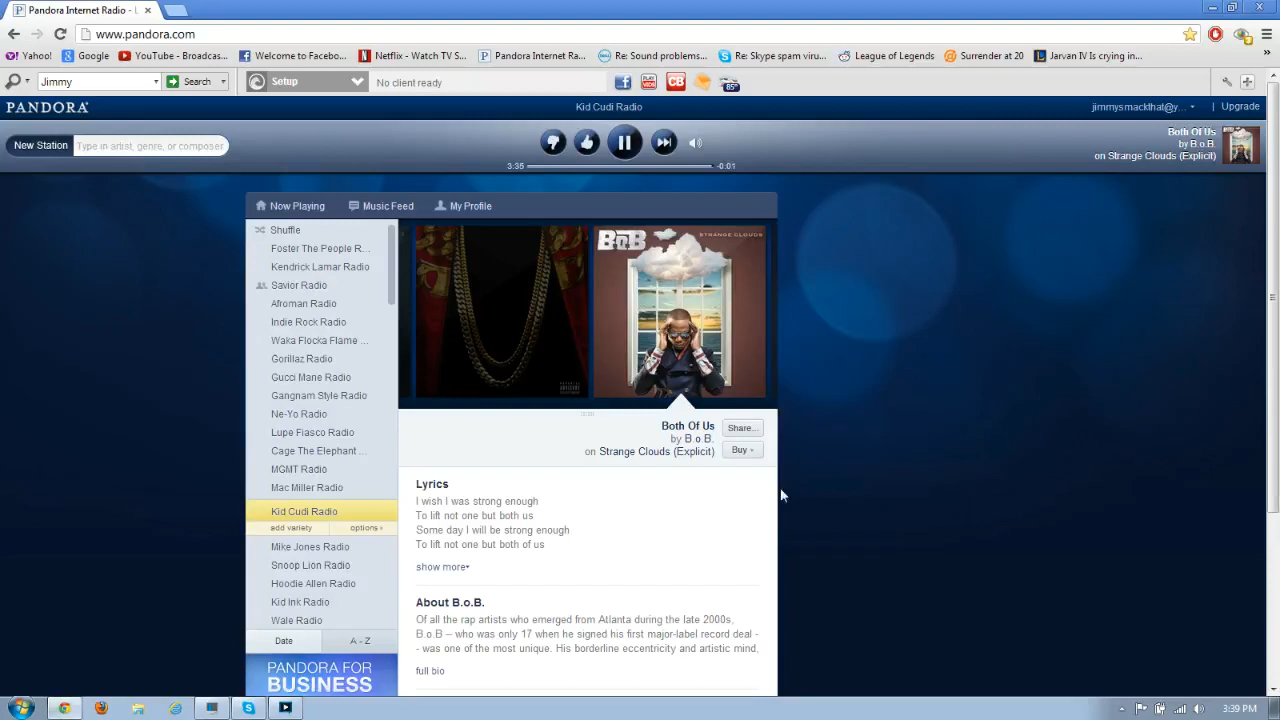 Pandora Internet Radio - L
www.pandora.com
Yahoo!
Google
YouTube - Broadcas...
Welcome to Facebo...
Netflix - Watch TV S...
Pandora Internet Ra...
Re: Sound problems...
Re: Skype spam viru...
League of Legends
Surrender at 20
Jarvan IV Is enjoying in...
Jimmy
Search
Setup
No client ready
CB
85°
PANDORA
Kid Cudi Radio
jimmysmackthat@y...
Upgrade
New Station
Type in artist, genre, or composer
3:35
-0:01
Both Of Us
by B.o.B.
on Strange Clouds (Explicit)
Now Playing
Music Feed
My Profile
Shuffle
Foster The People R...
Kendrick Lamar Radio
Savior Radio
Afroman Radio
Indie Rock Radio
Waka Flocka Flame ...
Gorillaz Radio
Gucci Mane Radio
Gangnam Style Radio
Ne-Yo Radio
Lupe Fiasco Radio
Cage The Elephant ...
MGMT Radio
Mac Miller Radio
Kid Cudi Radio
add variety
options ›
Mike Jones Radio
Snoop Lion Radio
Hoodie Allen Radio
Kid Ink Radio
Wale Radio
Date
A - Z
PANDORA FOR
BUSINESS
B.o.B
STRANGE CLOUDS
Both Of Us
by B.o.B.
on Strange Clouds (Explicit)
Share...
Buy
Lyrics
I wish I was strong enough
To lift not one but both us
Some day I will be strong enough
To lift not one but both of us
show more
About B.o.B.
Of all the rap artists who emerged from Atlanta during the late 2000s,
B.o.B -- who was only 17 when he signed his first major-label record deal -
- was one of the most unique. His borderline eccentricity and artistic mind,
full bio
3:39 PM